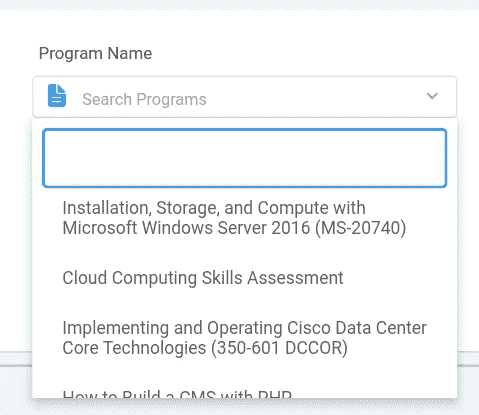 Program Name
Search Programs
Installation, Storage, and Compute with
Microsoft Windows Server 2016 (MS-20740)
Cloud Computing Skills Assessment
Implementing and Operating Cisco Data Center
Core Technologies (350-601 DCCOR)
How to Build a CMS with PHP